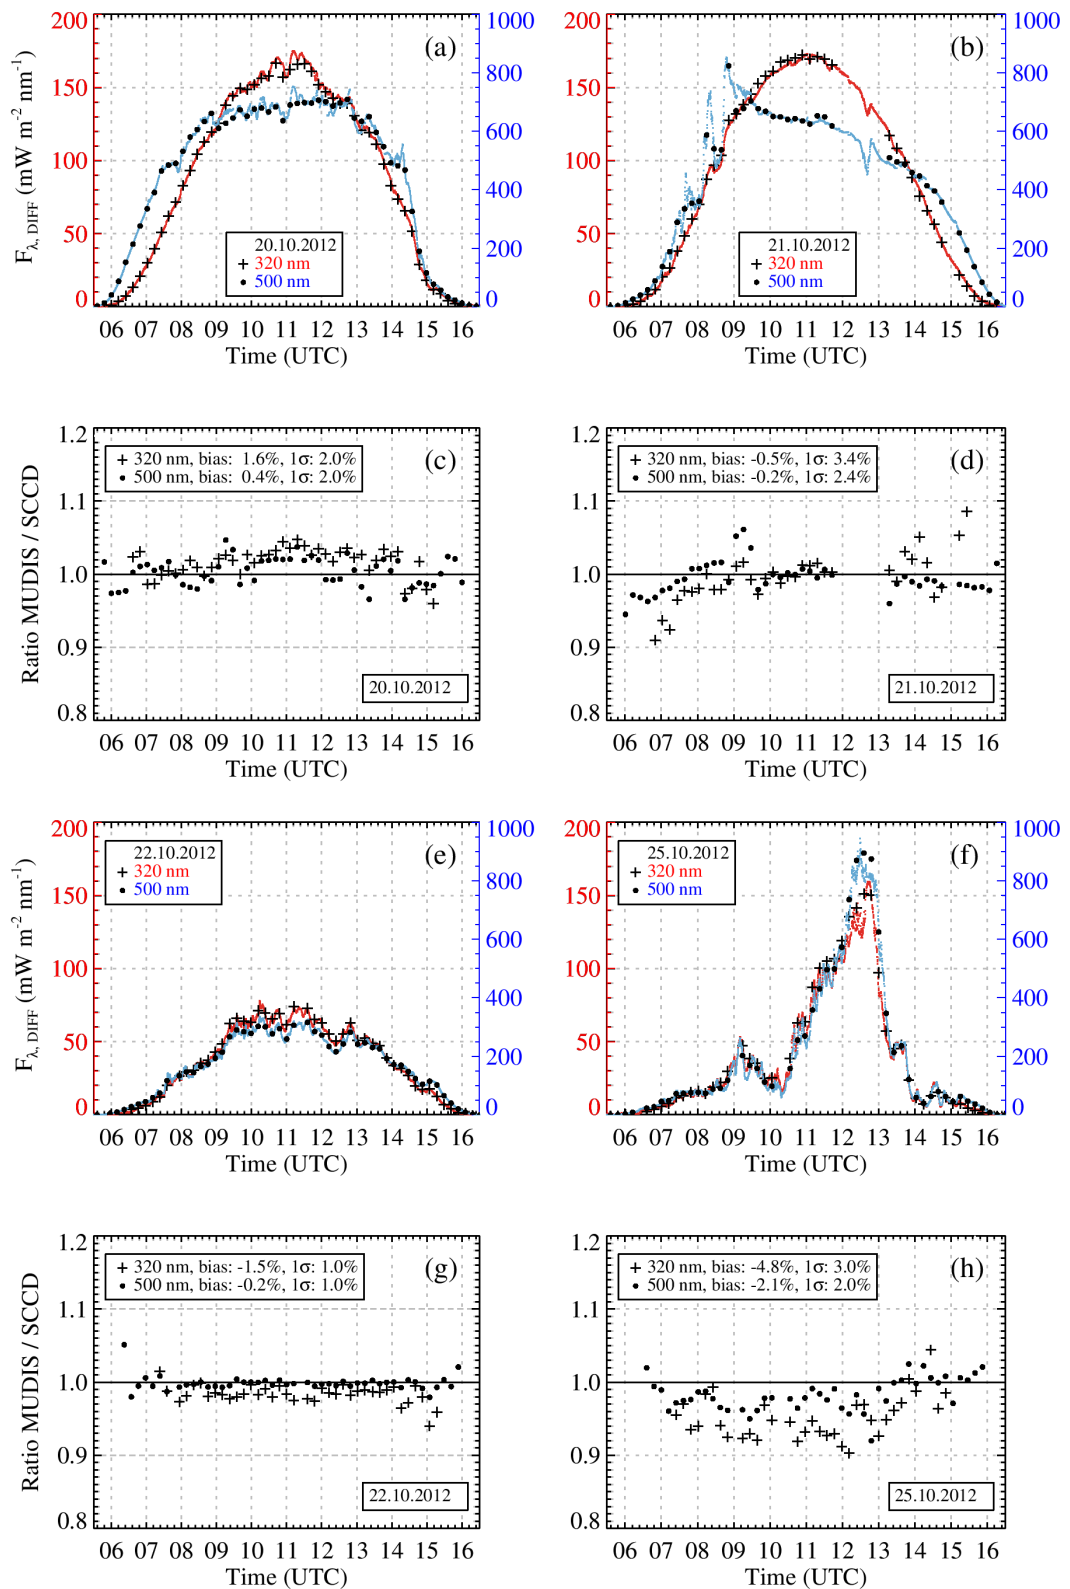 200
150
100
50
0
F λ, DIFF (mW m-2 nm-1)
1000
800
600
400
200
0
(a)
20.10.2012
320 nm
500 nm
06 07 08 09 10 11 12 13 14 15 16
Time (UTC)
200
150
100
50
0
1000
800
600
400
200
0
(b)
21.10.2012
320 nm
500 nm
06 07 08 09 10 11 12 13 14 15 16
Time (UTC)
1.2
1.1
1.0
0.9
0.8
Ratio MUDIS / SCCD
320 nm, bias: 1.6%, 1σ: 2.0%
500 nm, bias: 0.4%, 1σ: 2.0%
(c)
20.10.2012
06 07 08 09 10 11 12 13 14 15 16
Time (UTC)
1.2
1.1
1.0
0.9
0.8
320 nm, bias: -0.5%, 1σ: 3.4%
500 nm, bias: -0.2%, 1σ: 2.4%
(d)
21.10.2012
06 07 08 09 10 11 12 13 14 15 16
Time (UTC)
200
150
100
50
0
F λ, DIFF (mW m-2 nm-1)
1000
800
600
400
200
0
22.10.2012
320 nm
500 nm
(e)
06 07 08 09 10 11 12 13 14 15 16
Time (UTC)
200
150
100
50
0
1000
800
600
400
200
0
25.10.2012
320 nm
500 nm
(f)
06 07 08 09 10 11 12 13 14 15 16
Time (UTC)
1.2
1.1
1.0
0.9
0.8
Ratio MUDIS / SCCD
320 nm, bias: -1.5%, 1σ: 1.0%
500 nm, bias: -0.2%, 1σ: 1.0%
(g)
22.10.2012
06 07 08 09 10 11 12 13 14 15 16
Time (UTC)
1.2
1.1
1.0
0.9
0.8
320 nm, bias: -4.8%, 1σ: 3.0%
500 nm, bias: -2.1%, 1σ: 2.0%
(h)
25.10.2012
06 07 08 09 10 11 12 13 14 15 16
Time (UTC)